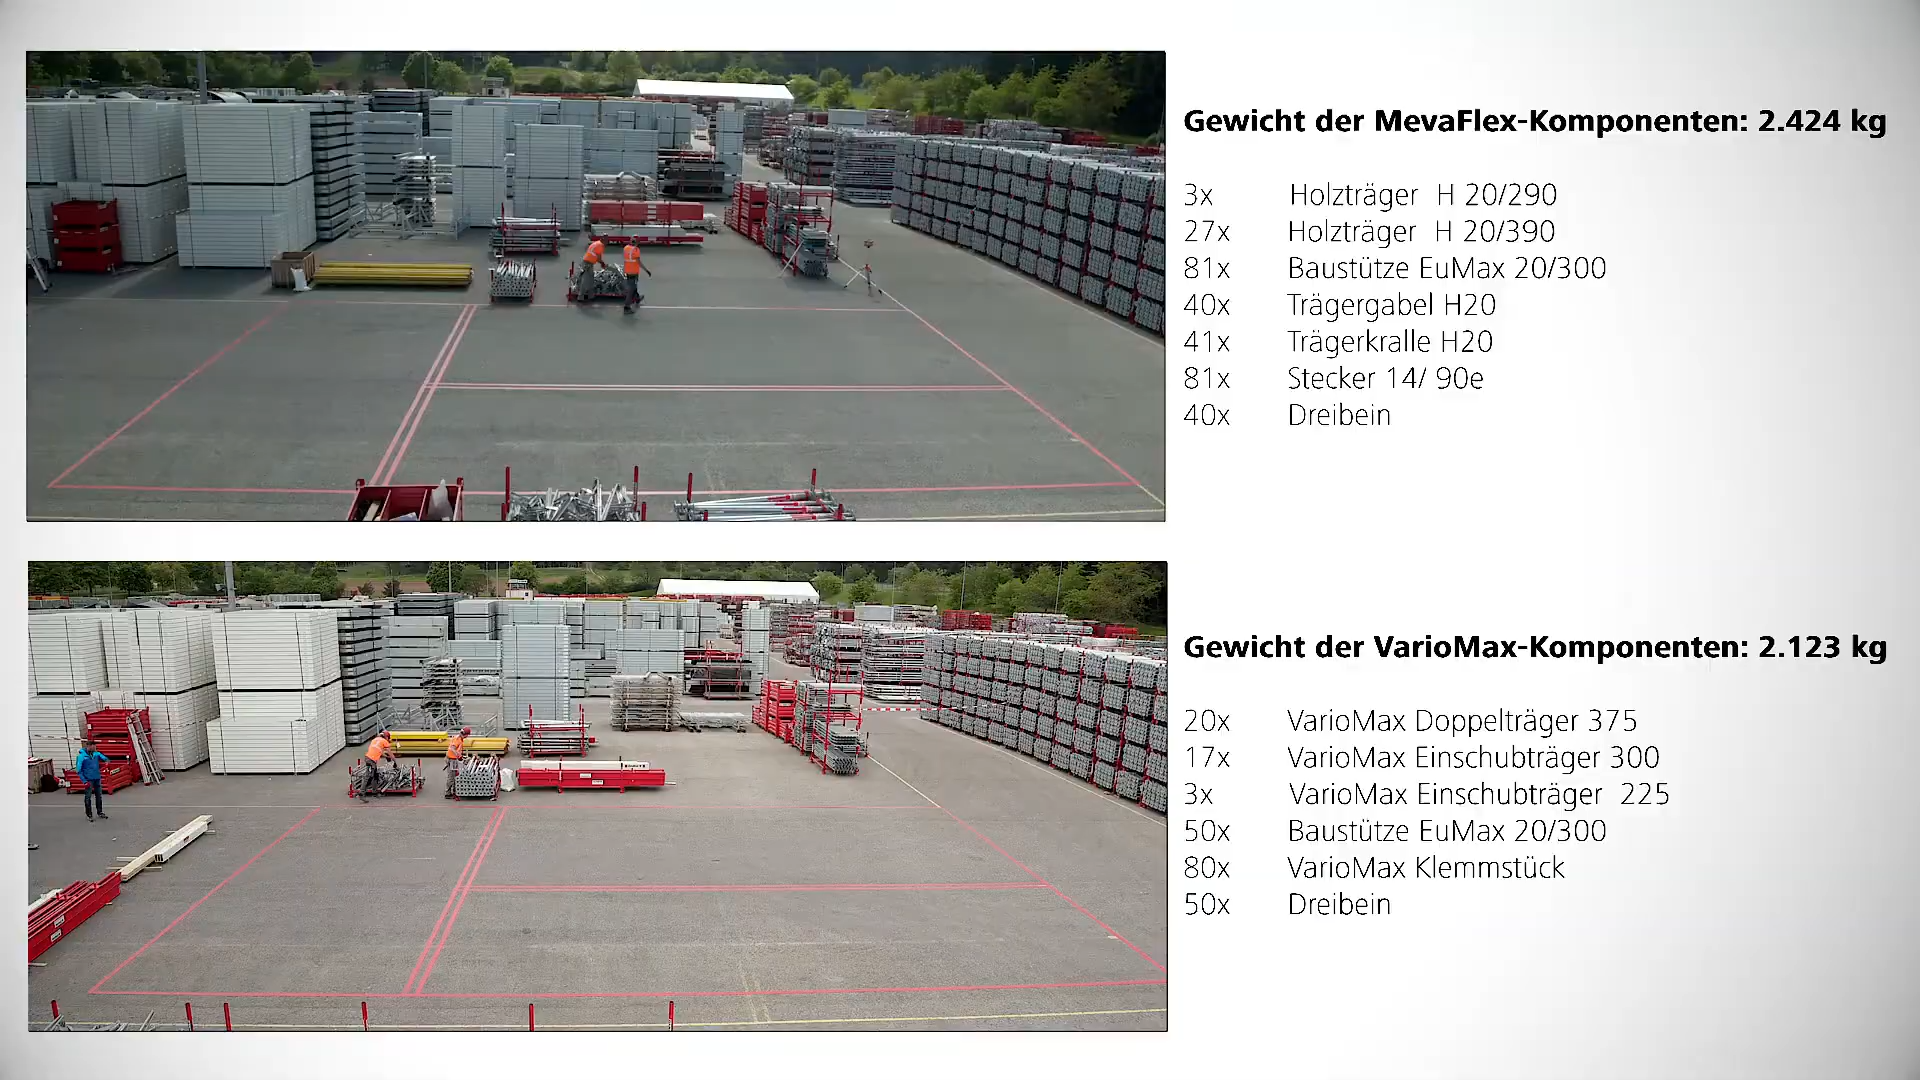 Gewicht der MevaFlex-Komponenten: 2.424 kg
3x Holzträger H 20/290
27x Holzträger H 20/390
81x Baustütze EuMax 20/300
40x Trägergabel H20
41x Trägerkralle H20
81x Stecker 14/ 90e
40x Dreibein
Gewicht der VarioMax-Komponenten: 2.123 kg
20x VarioMax Doppelträger 375
17x VarioMax Einschubträger 300
3x VarioMax Einschubträger 225
50x Baustütze EuMax 20/300
80x VarioMax Klemmstück
50x Dreibein